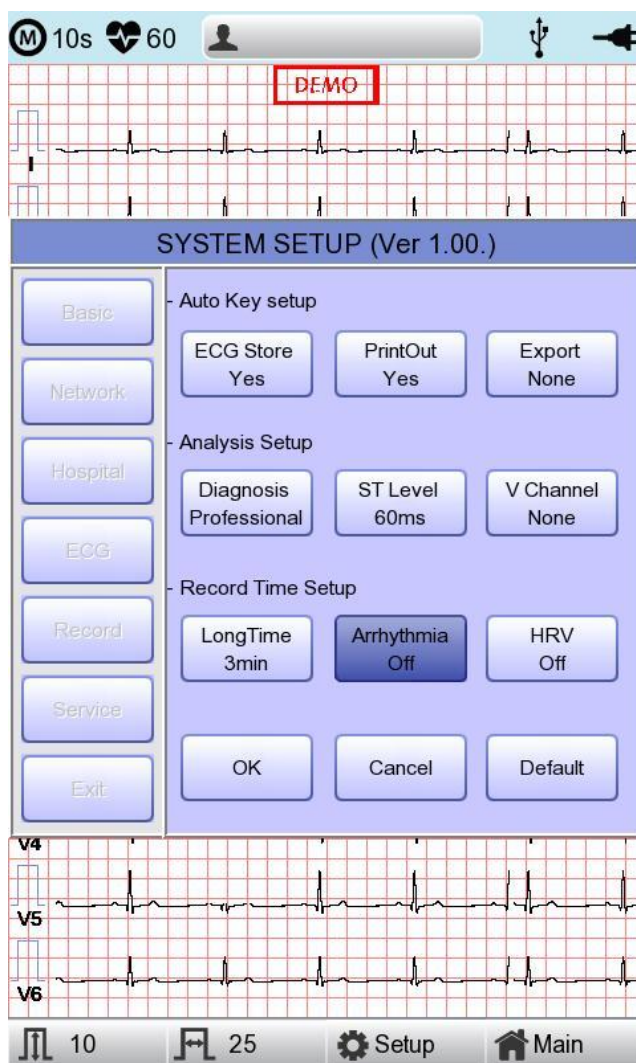 M 10s 60
DEMO
I
SYSTEM SETUP (Ver 1.00.)
Basic
Network
Hospital
ECG
Record
Service
Exit
- Auto Key setup
ECG Store
Yes
PrintOut
Yes
Export
None
- Analysis Setup
Diagnosis
Professional
ST Level
60ms
V Channel
None
- Record Time Setup
LongTime
3min
Arrhythmia
Off
HRV
Off
OK
Cancel
Default
V4
V5
V6
10 25 Setup Main